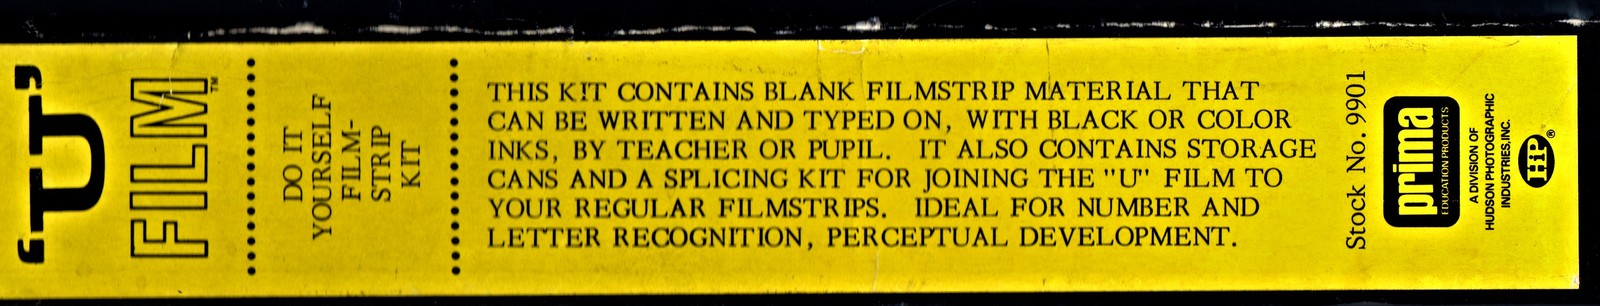 'U'
FILM™
DO IT
YOURSELF
FILM-
STRIP
KIT
THIS KIT CONTAINS BLANK FILMSTRIP MATERIAL THAT
CAN BE WRITTEN AND TYPED ON, WITH BLACK OR COLOR
INKS, BY TEACHER OR PUPIL. IT ALSO CONTAINS STORAGE
CANS AND A SPLICING KIT FOR JOINING THE "U" FILM TO
YOUR REGULAR FILMSTRIPS. IDEAL FOR NUMBER AND
LETTER RECOGNITION, PERCEPTUAL DEVELOPMENT.
Stock No. 9901
prima
EDUCATION PRODUCTS
A DIVISION OF
HUDSON PHOTOGRAPHIC
INDUSTRIES, INC.
HiP®